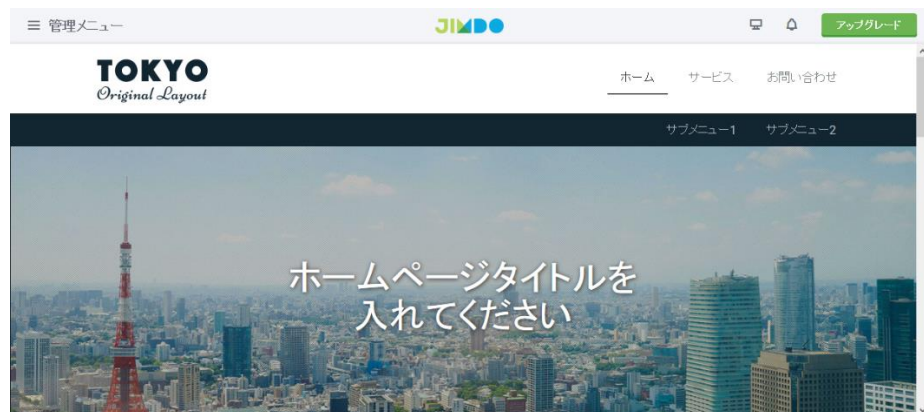 管理メニュー
JIMDO
アップグレード
TOKYO
Original Layout
ホーム サービス お問い合わせ
サブメニュー1 サブメニュー2
ホームページタイトルを
入れてください